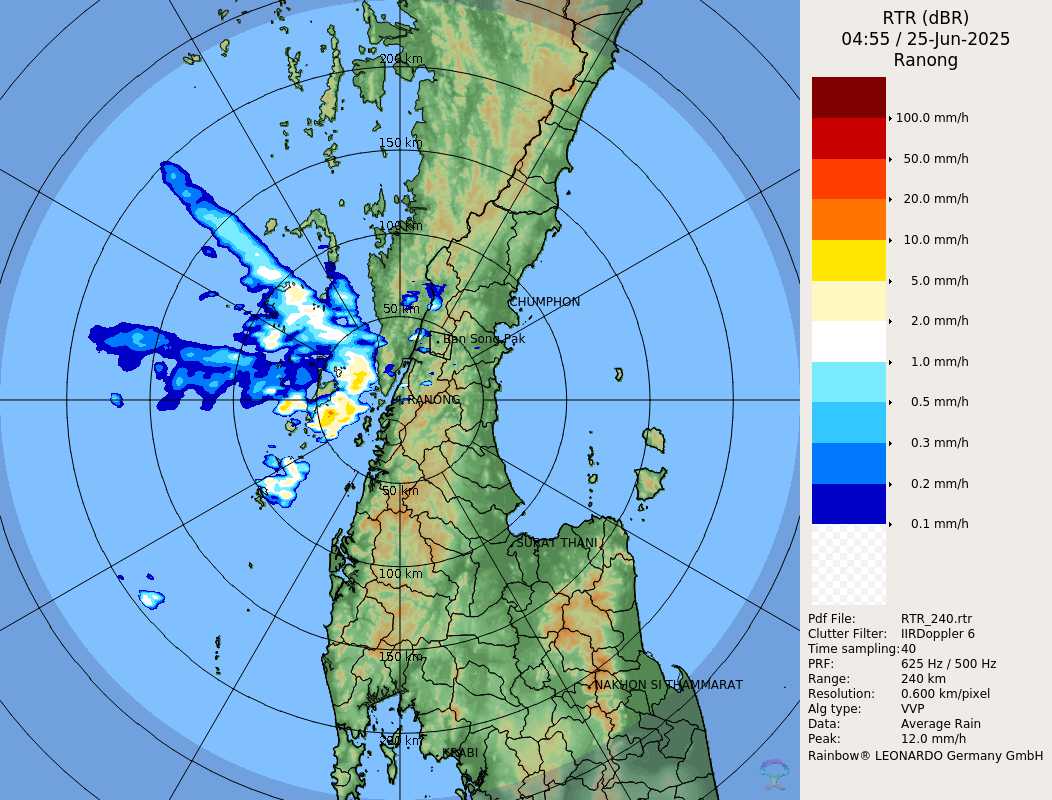 RTR (dBR)
04:55 / 25-Jun-2025
Ranong
100.0 mm/h
50.0 mm/h
20.0 mm/h
10.0 mm/h
5.0 mm/h
2.0 mm/h
1.0 mm/h
0.5 mm/h
0.3 mm/h
0.2 mm/h
0.1 mm/h
Pdf File: RTR_240.rtr
Clutter Filter: IIRDoppler 6
Time sampling:40
PRF: 625 Hz / 500 Hz
Range: 240 km
Resolution: 0.600 km/pixel
Alg type: VVP
Data: Average Rain
Peak: 12.0 mm/h
Rainbow® LEONARDO Germany GmbH
200 km
150 km
100 km
CHUMPHON
50 km
Ban Song Pak
RANONG
50 km
SURAT THANI
100 km
150 km
NAKHON SI THAMMARAT
200 km
KRABI